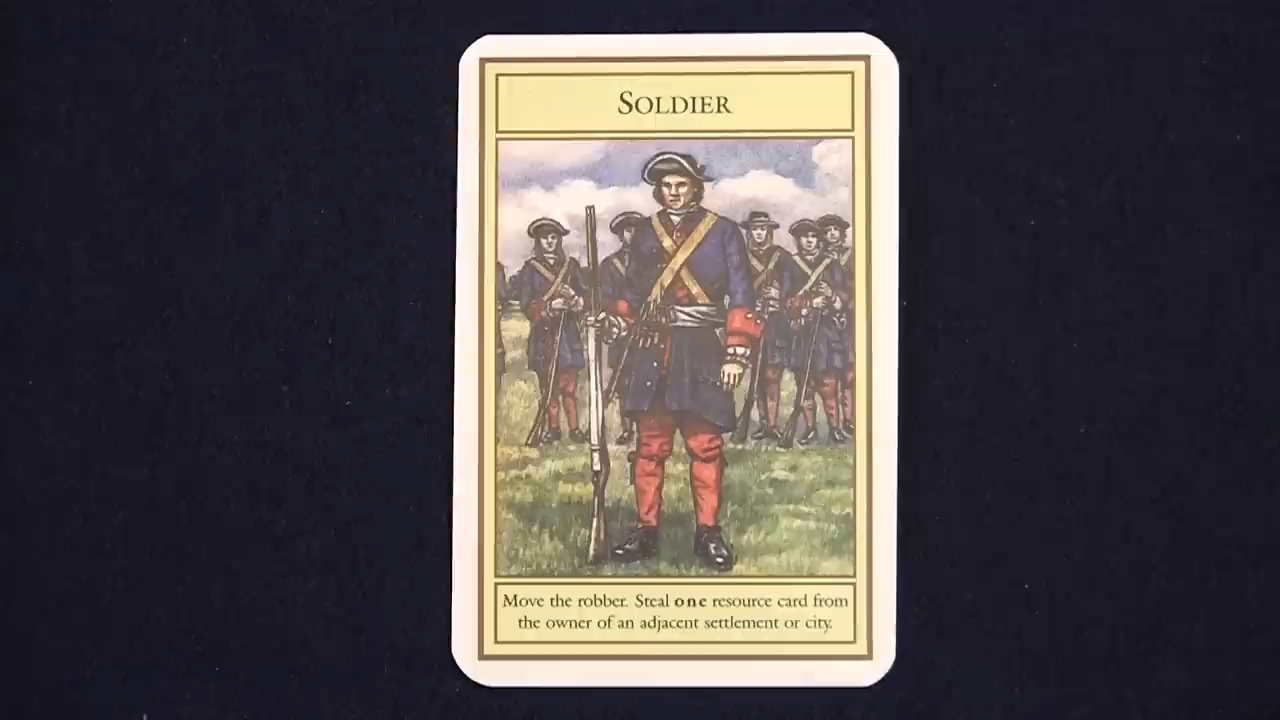 SOLDIER
Move the robber. Steal one resource card from
the owner of an adjacent settlement or city.